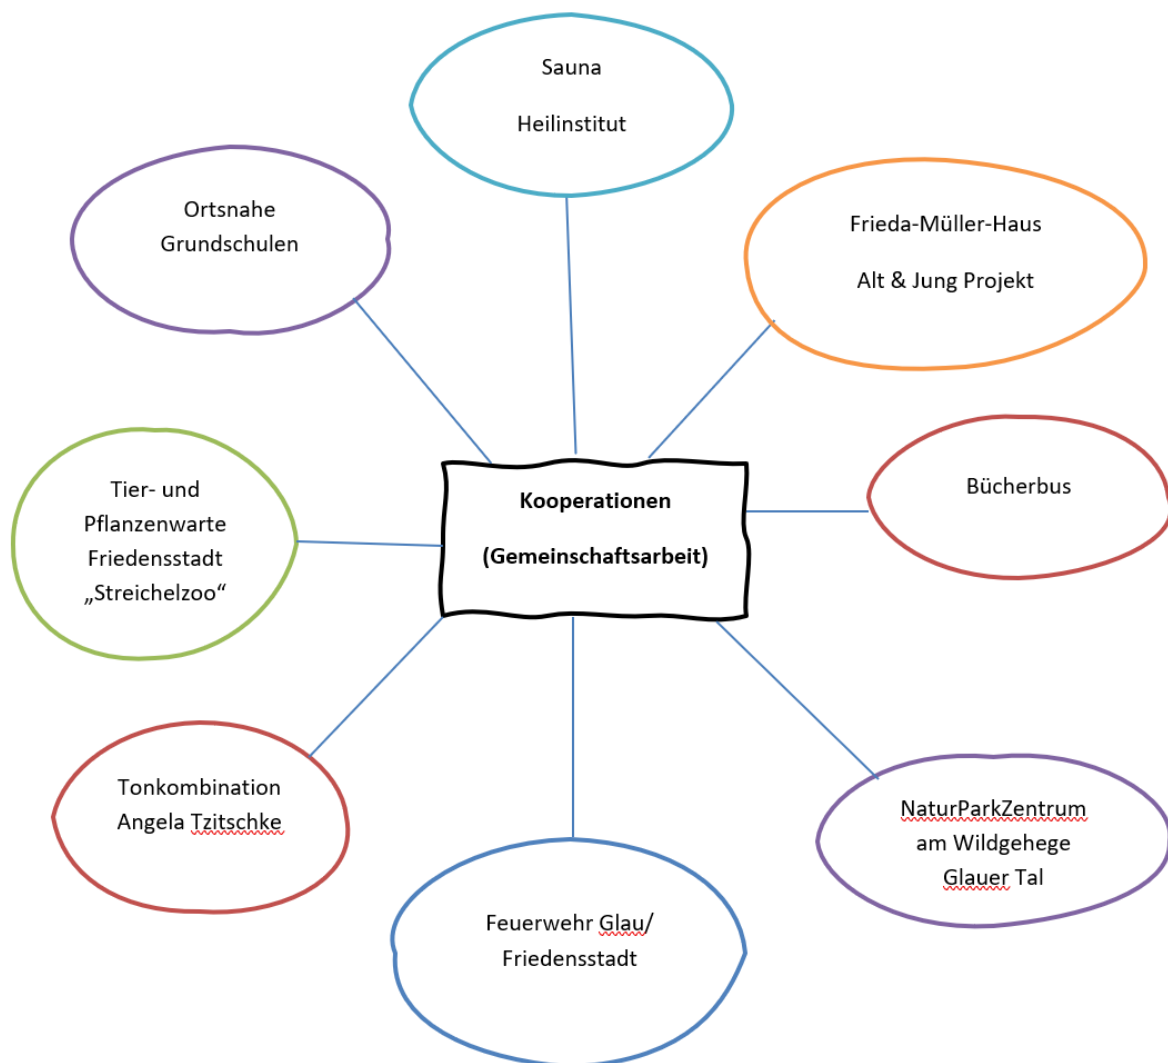 Sauna
Heilinstitut
Ortsnahe
Grundschulen
Frieda-Müller-Haus
Alt & Jung Projekt
Tier- und
Pflanzenwarte
Friedensstadt
„Streichelzoo“
Kooperationen
(Gemeinschaftsarbeit)
Bücherbus
Tonkombination
Angela Tzitschke
Feuerwehr Glau/
Friedensstadt
NaturParkZentrum
am Wildgehege
Glauer Tal